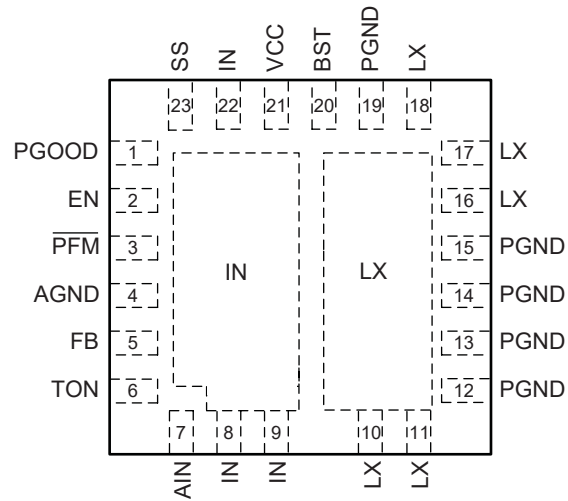 SS
IN
VCC
BST
PGND
LX
23
22
21
20
19
18
PGOOD 1
EN 2
PFM 3
AGND 4
FB 5
TON 6
IN
LX
17 LX
16 LX
15 PGND
14 PGND
13 PGND
12 PGND
7
8
9
10
11
AIN
IN
IN
LX
LX